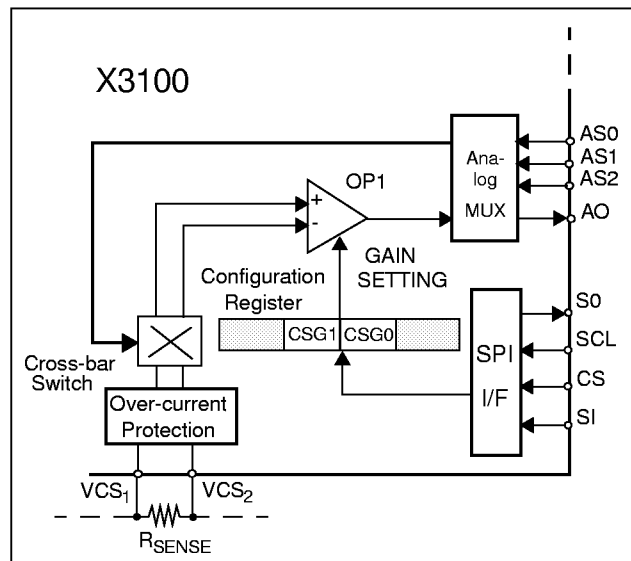 X3100
AS0
AS1
AS2
AO
Ana-
log
MUX
OP1
+
-
GAIN
SETTING
Configuration
Register
CSG1 CSG0
S0
SCL
CS
SI
SPI
I/F
Cross-bar
Switch
Over-current
Protection
VCS1 VCS2
RSENSE